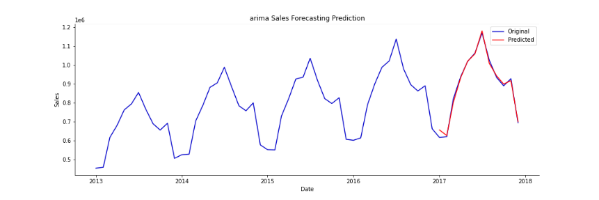 arima Sales Forecasting Prediction
1e6
Original
Predicted
1.2
1.1
1.0
0.9
0.8
0.7
0.6
0.5
Sales
2013 2014 2015 2016 2017 2018
Date